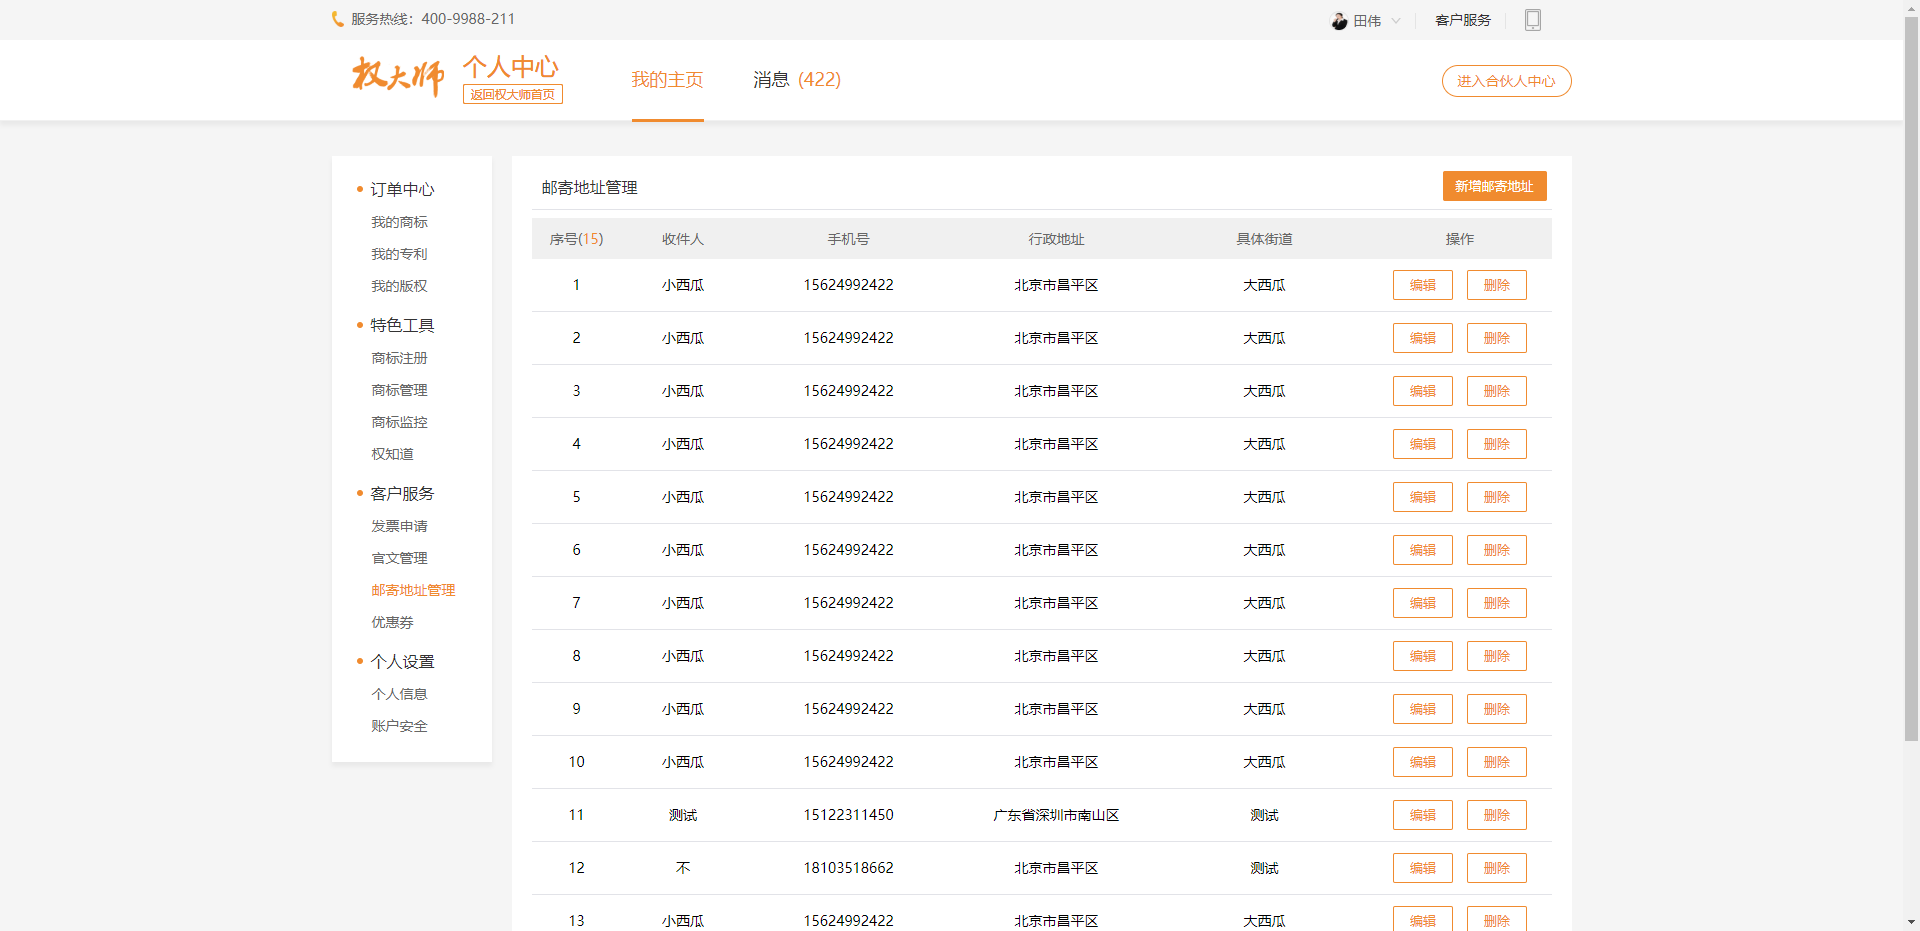 服务热线：400-9988-211
田伟
客户服务
权大师
个人中心
返回权大师首页
我的主页
消息 (422)
进入合伙人中心
订单中心
我的商标
我的专利
我的版权
特色工具
商标注册
商标管理
商标监控
权知道
客户服务
发票申请
官文管理
邮寄地址管理
优惠券
个人设置
个人信息
账户安全
邮寄地址管理
新增邮寄地址
序号(15) 收件人 手机号 行政地址 具体街道 操作
1 小西瓜 15624992422 北京市昌平区 大西瓜 编辑 删除
2 小西瓜 15624992422 北京市昌平区 大西瓜 编辑 删除
3 小西瓜 15624992422 北京市昌平区 大西瓜 编辑 删除
4 小西瓜 15624992422 北京市昌平区 大西瓜 编辑 删除
5 小西瓜 15624992422 北京市昌平区 大西瓜 编辑 删除
6 小西瓜 15624992422 北京市昌平区 大西瓜 编辑 删除
7 小西瓜 15624992422 北京市昌平区 大西瓜 编辑 删除
8 小西瓜 15624992422 北京市昌平区 大西瓜 编辑 删除
9 小西瓜 15624992422 北京市昌平区 大西瓜 编辑 删除
10 小西瓜 15624992422 北京市昌平区 大西瓜 编辑 删除
11 测试 15122311450 广东省深圳市南山区 测试 编辑 删除
12 不 18103518662 北京市昌平区 测试 编辑 删除
13 小西瓜 15624992422 北京市昌平区 大西瓜 编辑 删除